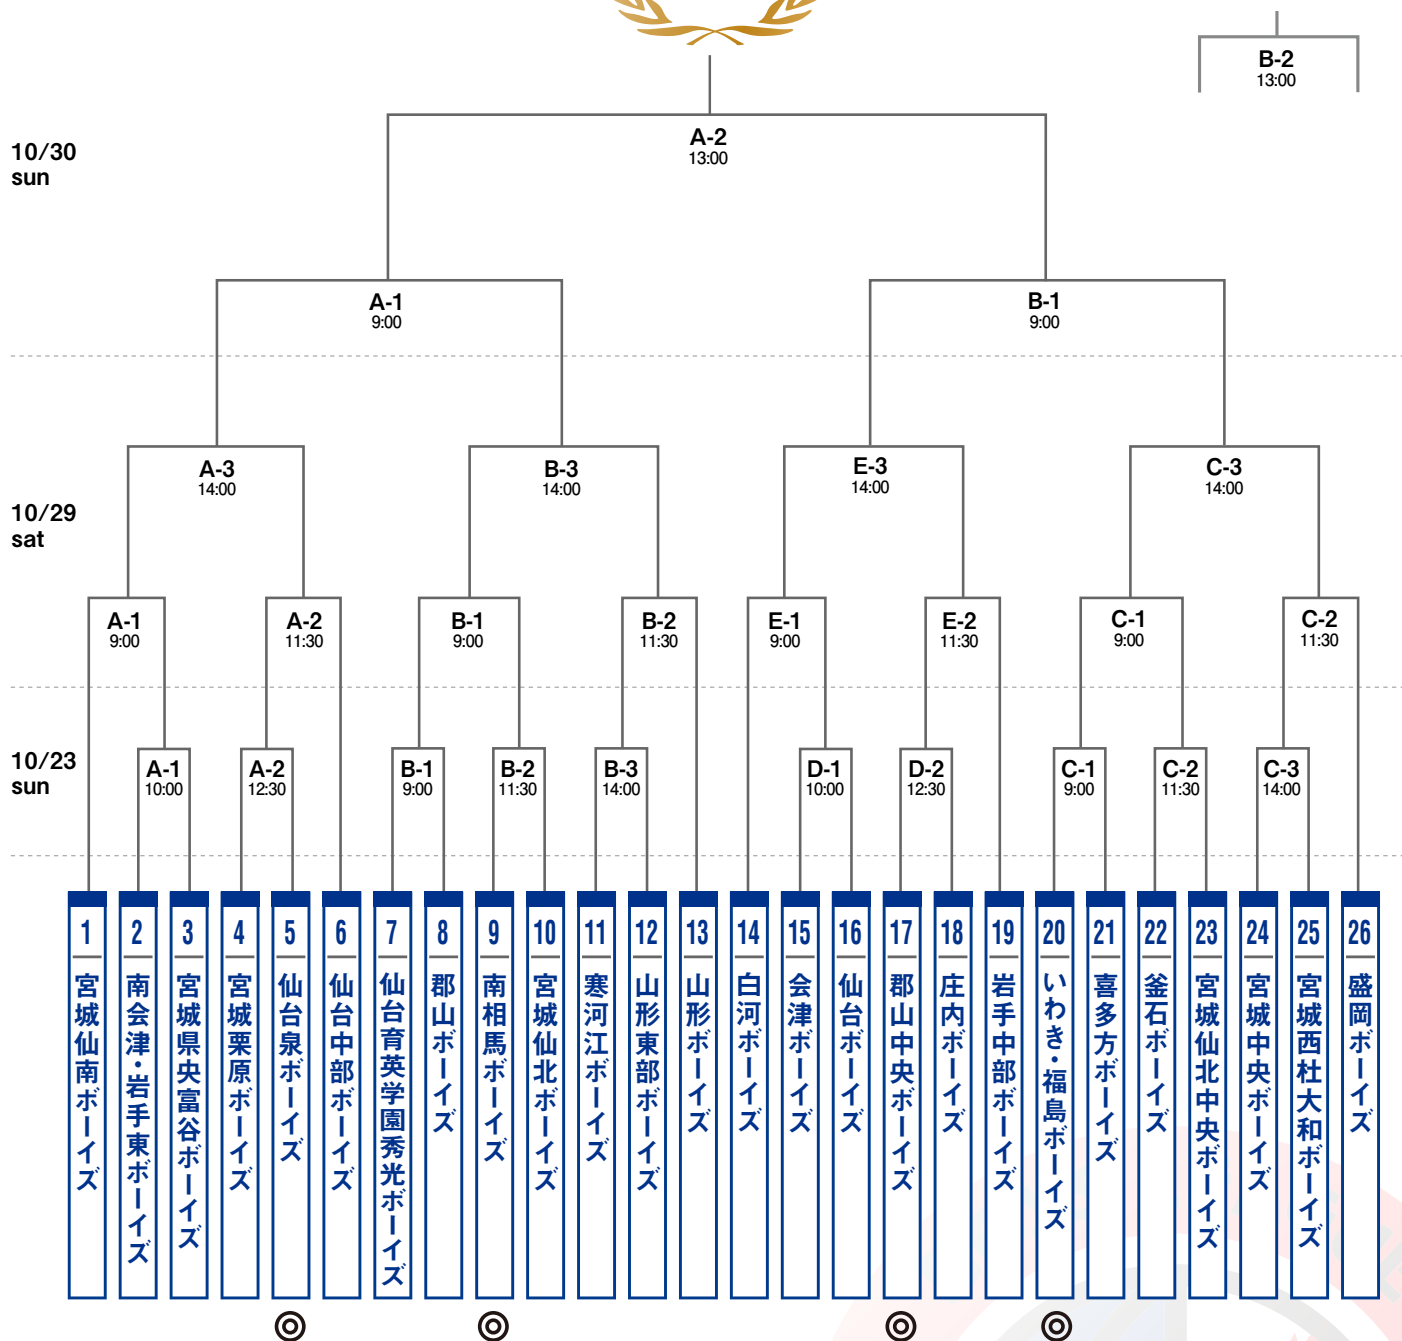 B-2
13:00
10/30
sun
A-2
13:00
A-1
9:00
B-1
9:00
10/29
sat
A-3
14:00
B-3
14:00
E-3
14:00
C-3
14:00
A-1
9:00
A-2
11:30
B-1
9:00
B-2
11:30
E-1
9:00
E-2
11:30
C-1
9:00
C-2
11:30
10/23
sun
A-1
10:00
A-2
12:30
B-1
9:00
B-2
11:30
B-3
14:00
D-1
10:00
D-2
12:30
C-1
9:00
C-2
11:30
C-3
14:00
1
宮城仙南ボーイズ
2
南会津・岩手東ボーイズ
3
宮城県央富谷ボーイズ
4
宮城栗原ボーイズ
5
仙台泉ボーイズ
6
仙台中部ボーイズ
7
仙台育英学園秀光ボーイズ
8
郡山ボーイズ
9
南相馬ボーイズ
10
宮城仙北ボーイズ
11
寒河江ボーイズ
12
山形東部ボーイズ
13
山形ボーイズ
14
白河ボーイズ
15
会津ボーイズ
16
仙台ボーイズ
17
郡山中央ボーイズ
18
庄内ボーイズ
19
岩手中部ボーイズ
20
いわき・福島ボーイズ
21
喜多方ボーイズ
22
釜石ボーイズ
23
宮城仙北中央ボーイズ
24
宮城中央ボーイズ
25
宮城西杜大和ボーイズ
26
盛岡ボーイズ
◎
◎
◎
◎